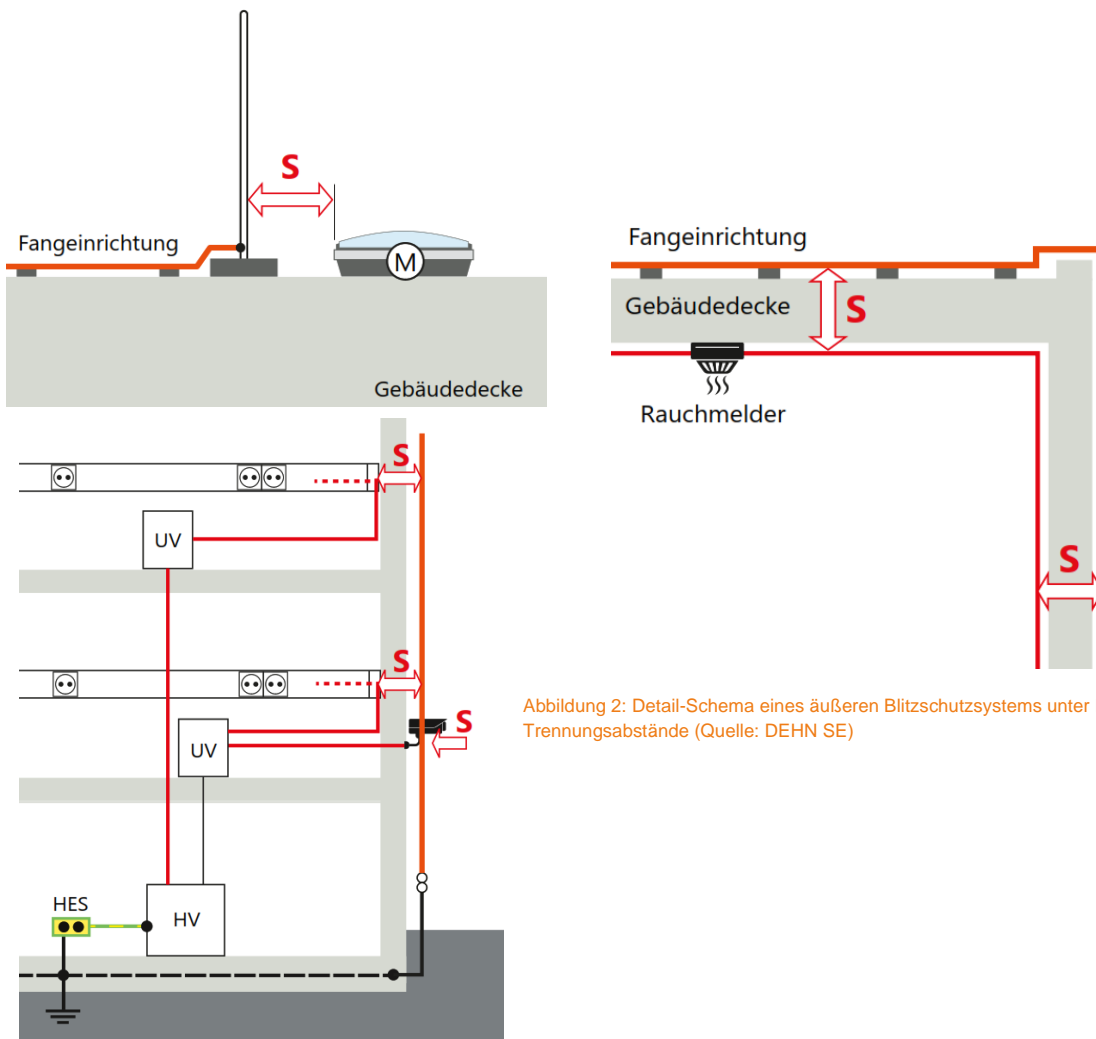 S
Fangeinrichtung
M
Gebäudedecke
Fangeinrichtung
Gebäudedecke
S
Rauchmelder
S
S
UV
S
UV
S
HES
HV
Abbildung 2: Detail-Schema eines äußeren Blitzschutzsystems unter
Trennungsabstände (Quelle: DEHN SE)